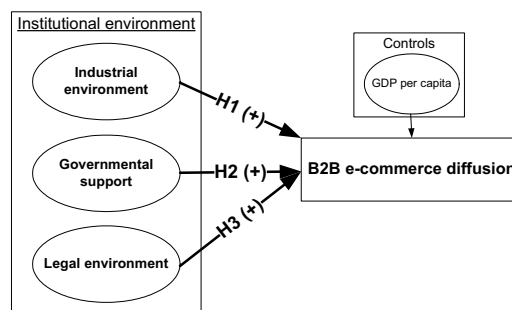 Institutional environment
Industrial
environment
Governmental
support
Legal environment
H1 (+)
H2 (+)
H3 (+)
Controls
GDP per capita
B2B e-commerce diffusion